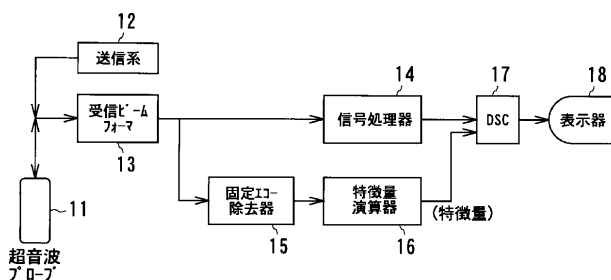 12
送信系
受信ビーム
フォーマ
13
14
信号処理器
17
DSC
18
表示器
固定エコー
除去器
15
特徴量
演算器
16
(特徴量)
11
超音波
プローブ